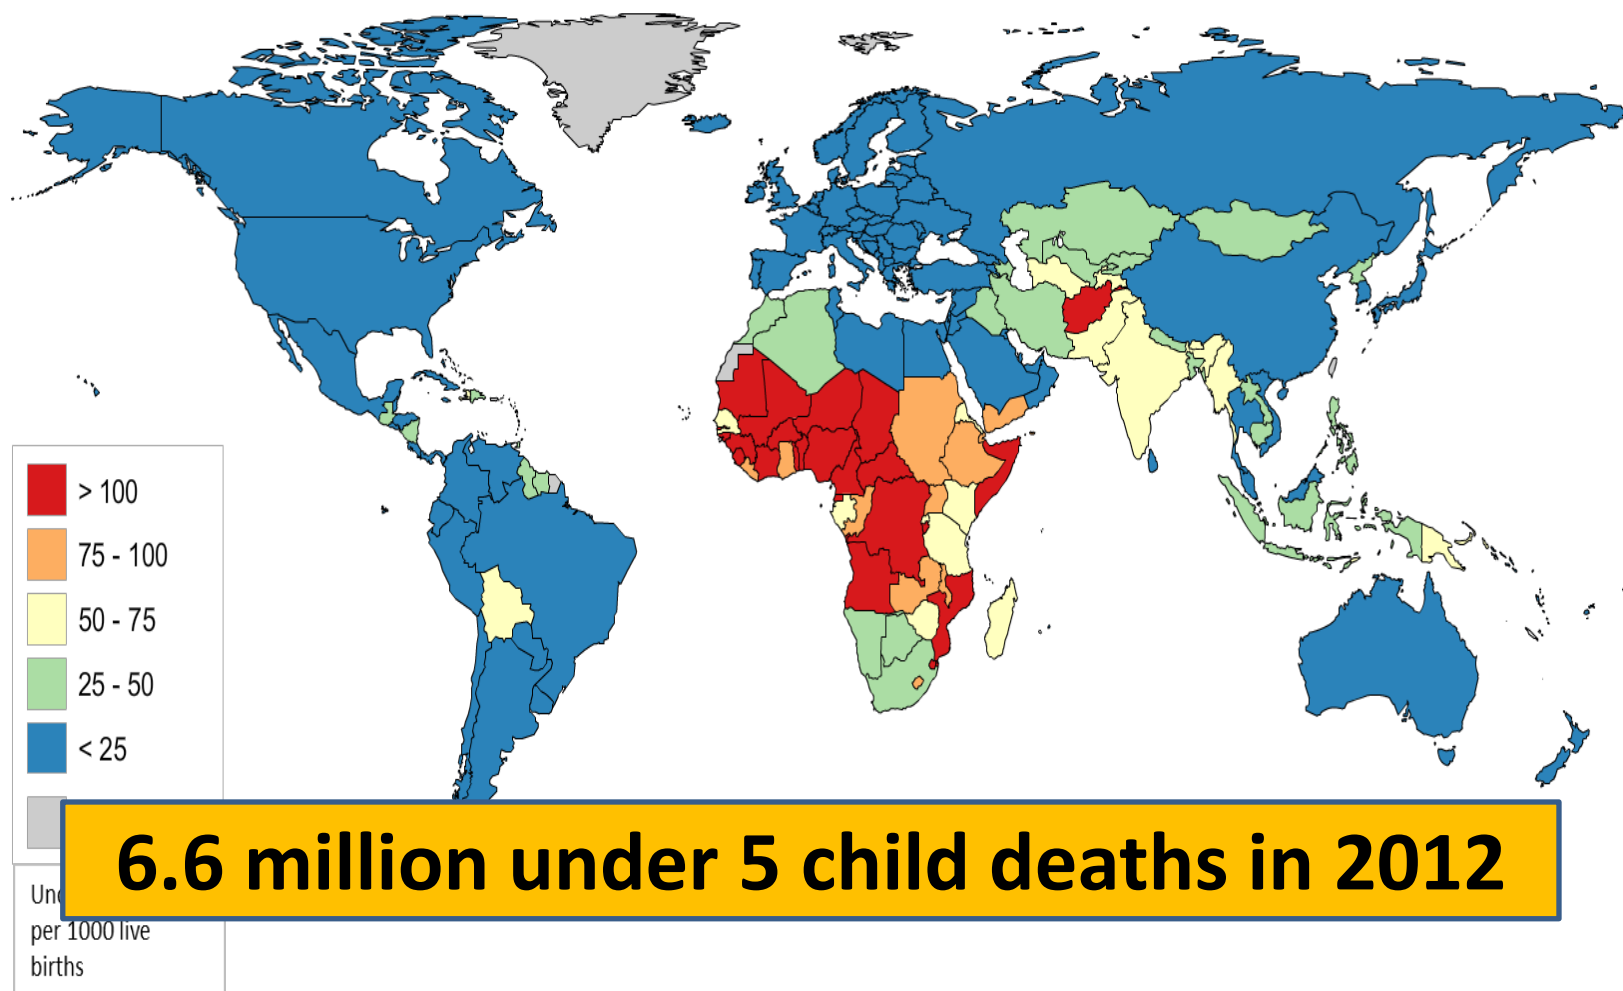 > 100
75 - 100
50 - 75
25 - 50
< 25
6.6 million under 5 child deaths in 2012
per 1000 live
births